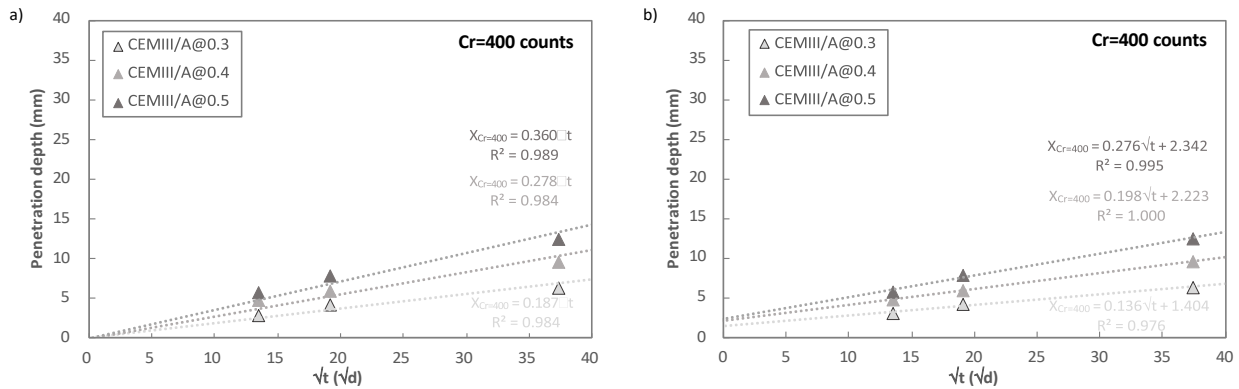 a)
Penetration depth (mm)
40
35
30
25
20
15
10
5
0
CEMIII/A@0.3
CEMIII/A@0.4
CEMIII/A@0.5
Cr=400 counts
XCr=400 = 0.360□t
R² = 0.989
XCr=400 = 0.278□t
R² = 0.984
XCr=400 = 0.187□t
R² = 0.984
0 5 10 15 20 25 30 35 40
√t (√d)
b)
Penetration depth (mm)
40
35
30
25
20
15
10
5
0
CEMIII/A@0.3
CEMIII/A@0.4
CEMIII/A@0.5
Cr=400 counts
XCr=400 = 0.276√t + 2.342
R² = 0.995
XCr=400 = 0.198√t + 2.223
R² = 1.000
XCr=400 = 0.136√t + 1.404
R² = 0.976
0 5 10 15 20 25 30 35 40
√t (√d)